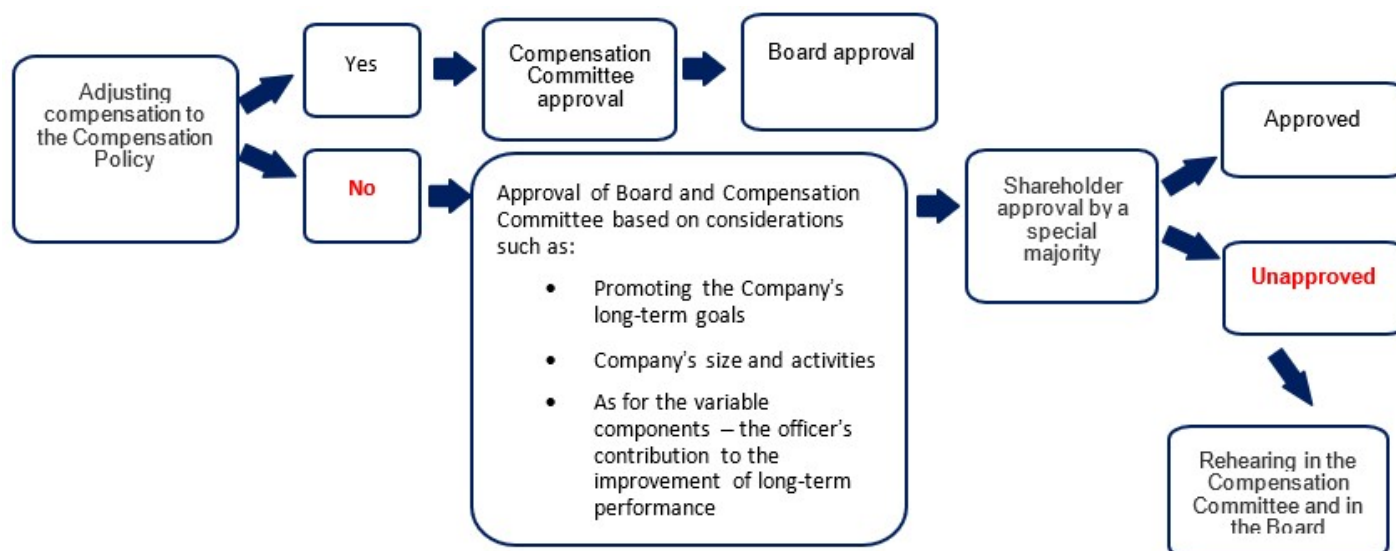 Adjusting
compensation to
the Compensation
Policy
Yes
Compensation
Committee
approval
Board approval
No
Approval of Board and Compensation
Committee based on considerations
such as:
• Promoting the Company's
long-term goals
• Company's size and activities
• As for the variable
components – the officer's
contribution to the
improvement of long-term
performance
Shareholder
approval by a
special
majority
Approved
Unapproved
Rehearing in the
Compensation
Committee and in
the Board